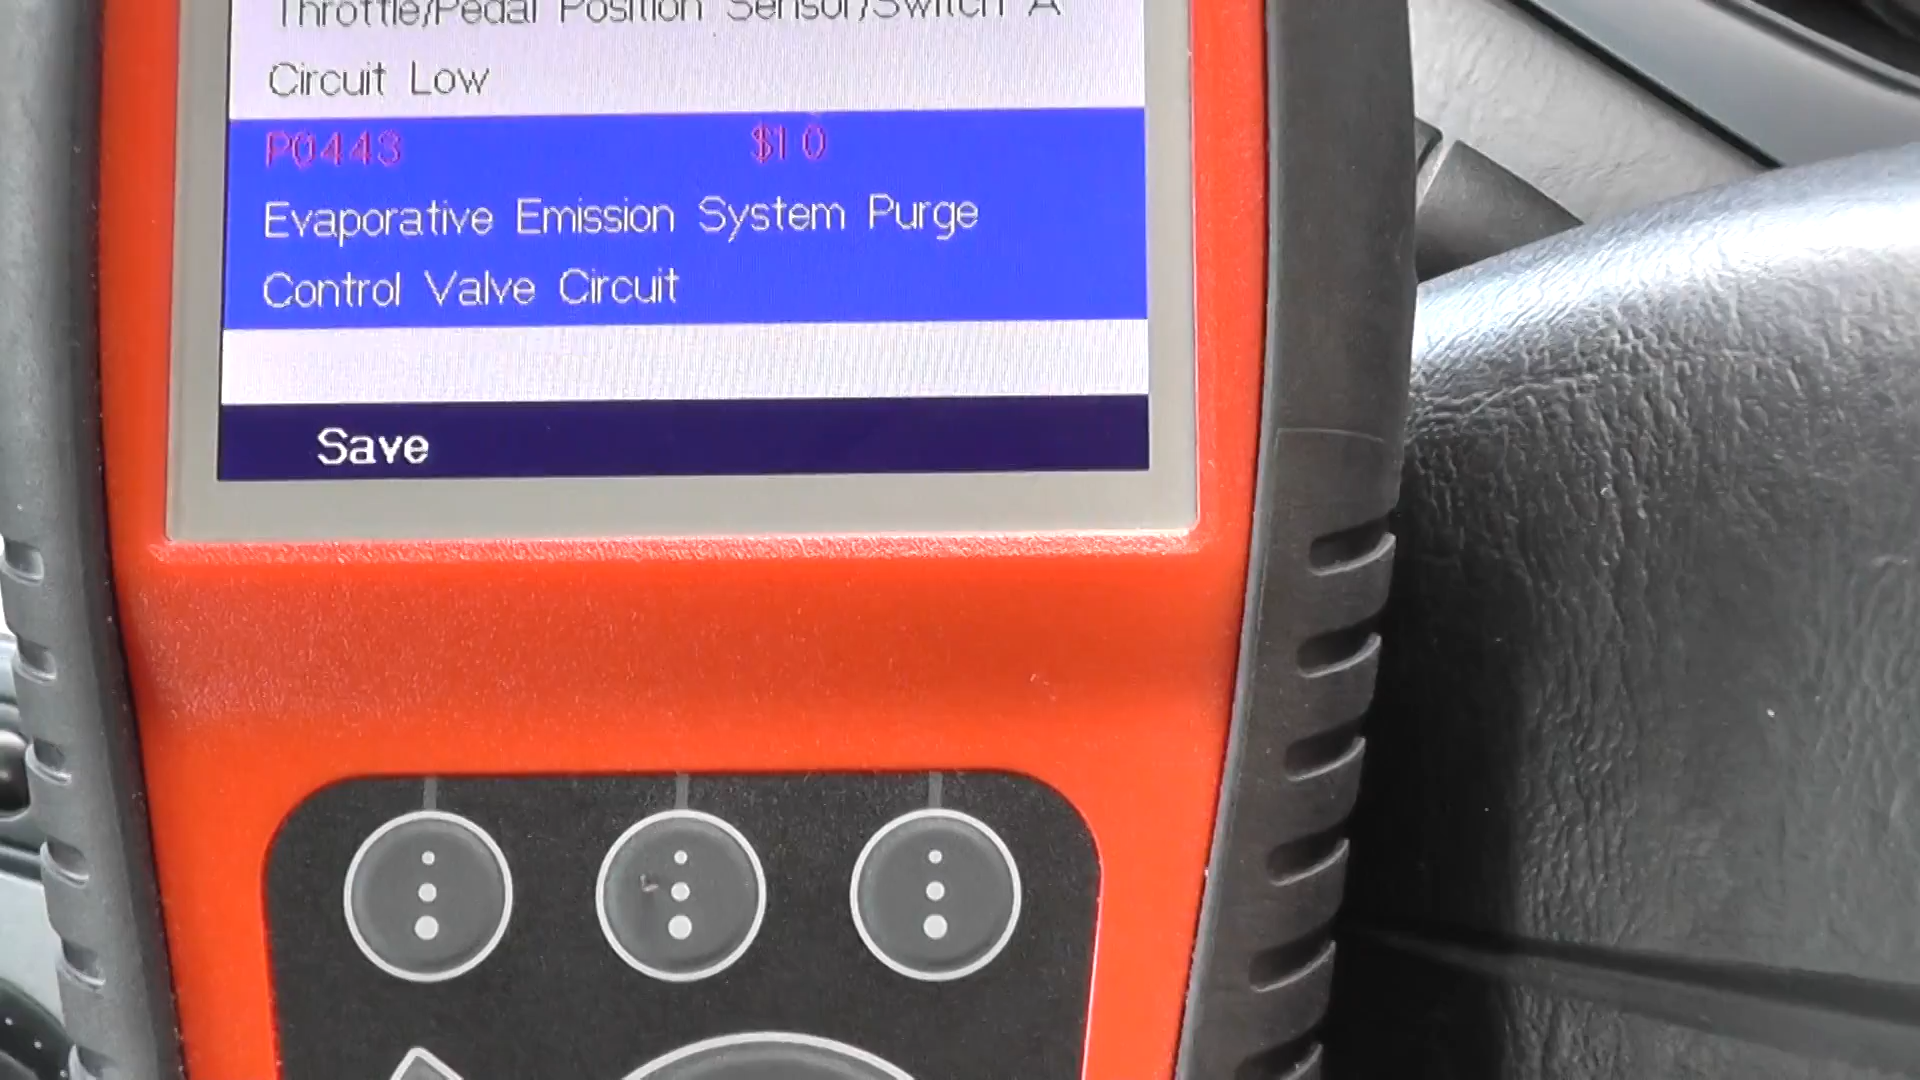 Throttle/Pedal Position Sensor/Switch A
Circuit Low
P0443 $10
Evaporative Emission System Purge
Control Valve Circuit
Save